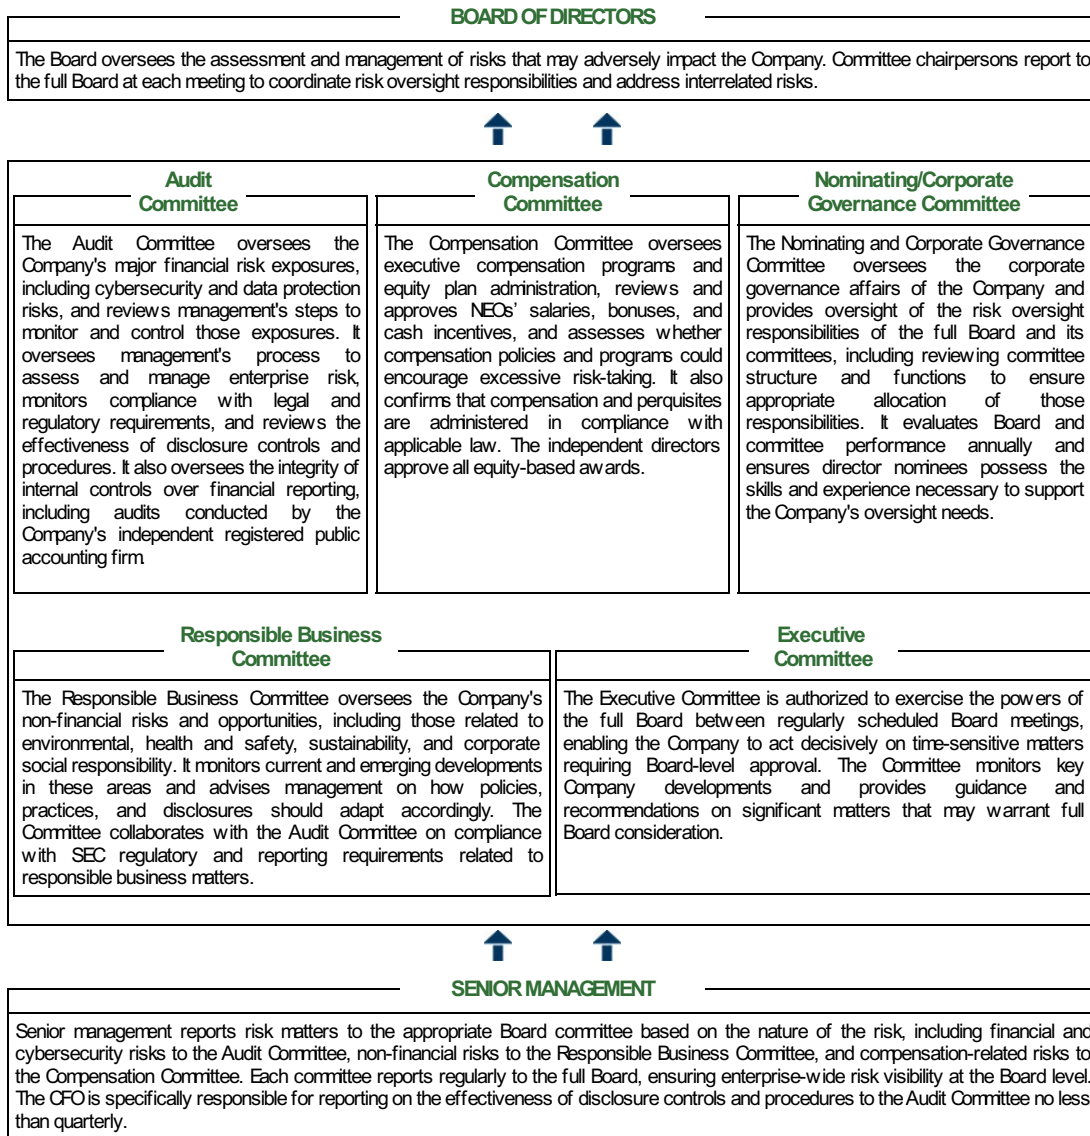 BOARD OF DIRECTORS
The Board oversees the assessment and management of risks that may adversely impact the Company. Committee chairpersons report to
the full Board at each meeting to coordinate risk oversight responsibilities and address interrelated risks.
Audit
Committee
The Audit Committee oversees the
Company's major financial risk exposures,
including cybersecurity and data protection
risks, and reviews management's steps to
monitor and control those exposures. It
oversees management's process to
assess and manage enterprise risk,
monitors compliance with legal and
regulatory requirements, and reviews the
effectiveness of disclosure controls and
procedures. It also oversees the integrity of
internal controls over financial reporting,
including audits conducted by the
Company's independent registered public
accounting firm.
Compensation
Committee
The Compensation Committee oversees
executive compensation programs and
equity plan administration, reviews and
approves NEOs’ salaries, bonuses, and
cash incentives, and assesses whether
compensation policies and programs could
encourage excessive risk-taking. It also
confirms that compensation and perquisites
are administered in compliance with
applicable law. The independent directors
approve all equity-based awards.
Nominating/Corporate
Governance Committee
The Nominating and Corporate Governance
Committee oversees the corporate
governance affairs of the Company and
provides oversight of the risk oversight
responsibilities of the full Board and its
committees, including reviewing committee
structure and functions to ensure
appropriate allocation of those
responsibilities. It evaluates Board and
committee performance annually and
ensures director nominees possess the
skills and experience necessary to support
the Company's oversight needs.
Responsible Business
Committee
The Responsible Business Committee oversees the Company's
non-financial risks and opportunities, including those related to
environmental, health and safety, sustainability, and corporate
social responsibility. It monitors current and emerging developments
in these areas and advises management on how policies,
practices, and disclosures should adapt accordingly. The
Committee collaborates with the Audit Committee on compliance
with SEC regulatory and reporting requirements related to
responsible business matters.
Executive
Committee
The Executive Committee is authorized to exercise the powers of
the full Board between regularly scheduled Board meetings,
enabling the Company to act decisively on time-sensitive matters
requiring Board-level approval. The Committee monitors key
Company developments and provides guidance and
recommendations on significant matters that may warrant full
Board consideration.
SENIOR MANAGEMENT
Senior management reports risk matters to the appropriate Board committee based on the nature of the risk, including financial and
cybersecurity risks to the Audit Committee, non-financial risks to the Responsible Business Committee, and compensation-related risks to
the Compensation Committee. Each committee reports regularly to the full Board, ensuring enterprise-wide risk visibility at the Board level.
The CFO is specifically responsible for reporting on the effectiveness of disclosure controls and procedures to the Audit Committee no less
than quarterly.